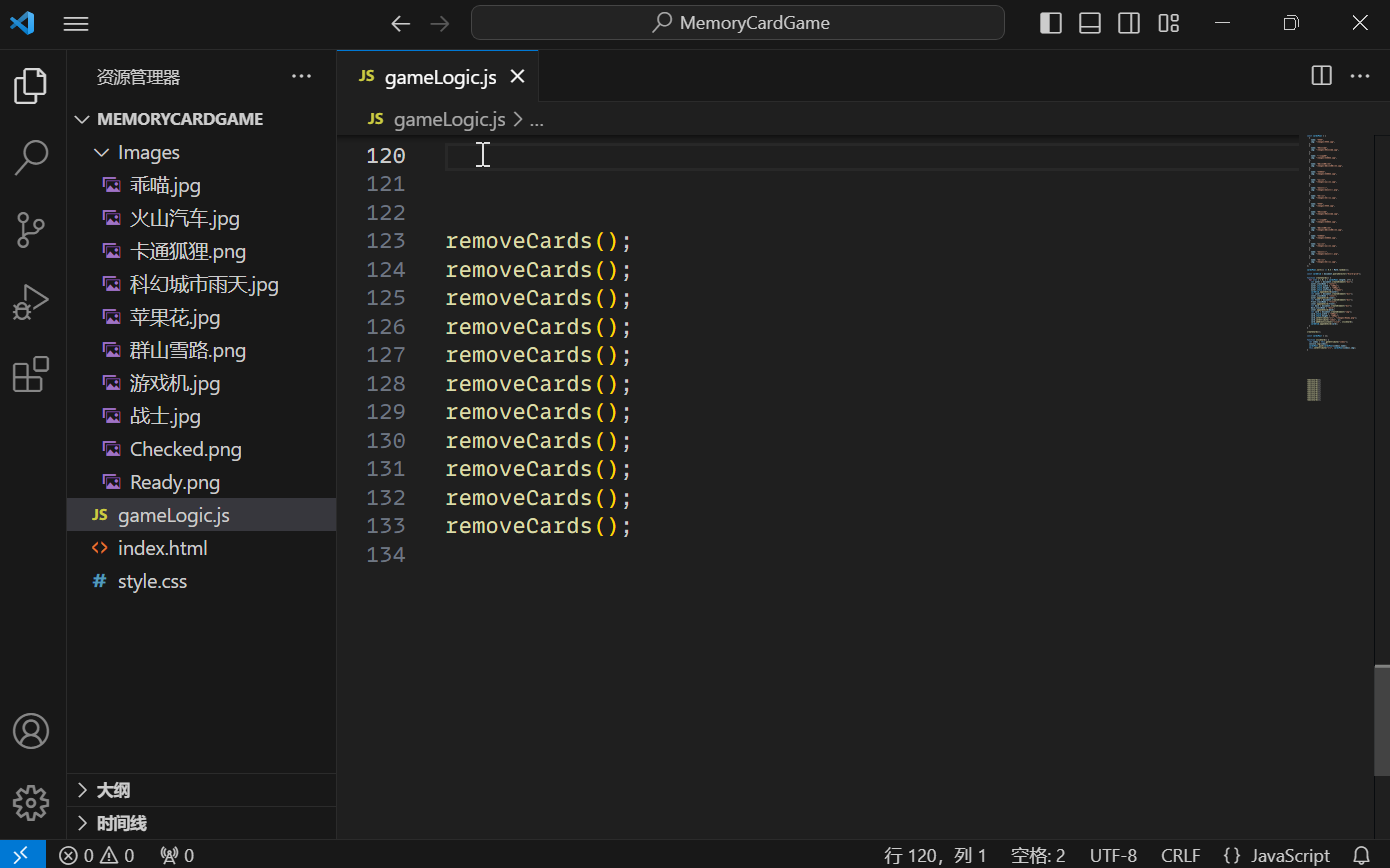 MemoryCardGame
资源管理器
JS gameLogic.js
MEMORYCARDGAME
JS gameLogic.js > ...
Images
乖喵.jpg
火山汽车.jpg
卡通狐狸.png
科幻城市雨天.jpg
苹果花.jpg
群山雪路.png
游戏机.jpg
战士.jpg
Checked.png
Ready.png
JS gameLogic.js
<> index.html
# style.css
大纲
时间线
120
121
122
123 removeCards();
124 removeCards();
125 removeCards();
126 removeCards();
127 removeCards();
128 removeCards();
129 removeCards();
130 removeCards();
131 removeCards();
132 removeCards();
133 removeCards();
134
0 0 0 行 120，列 1 空格: 2 UTF-8 CRLF {} JavaScript